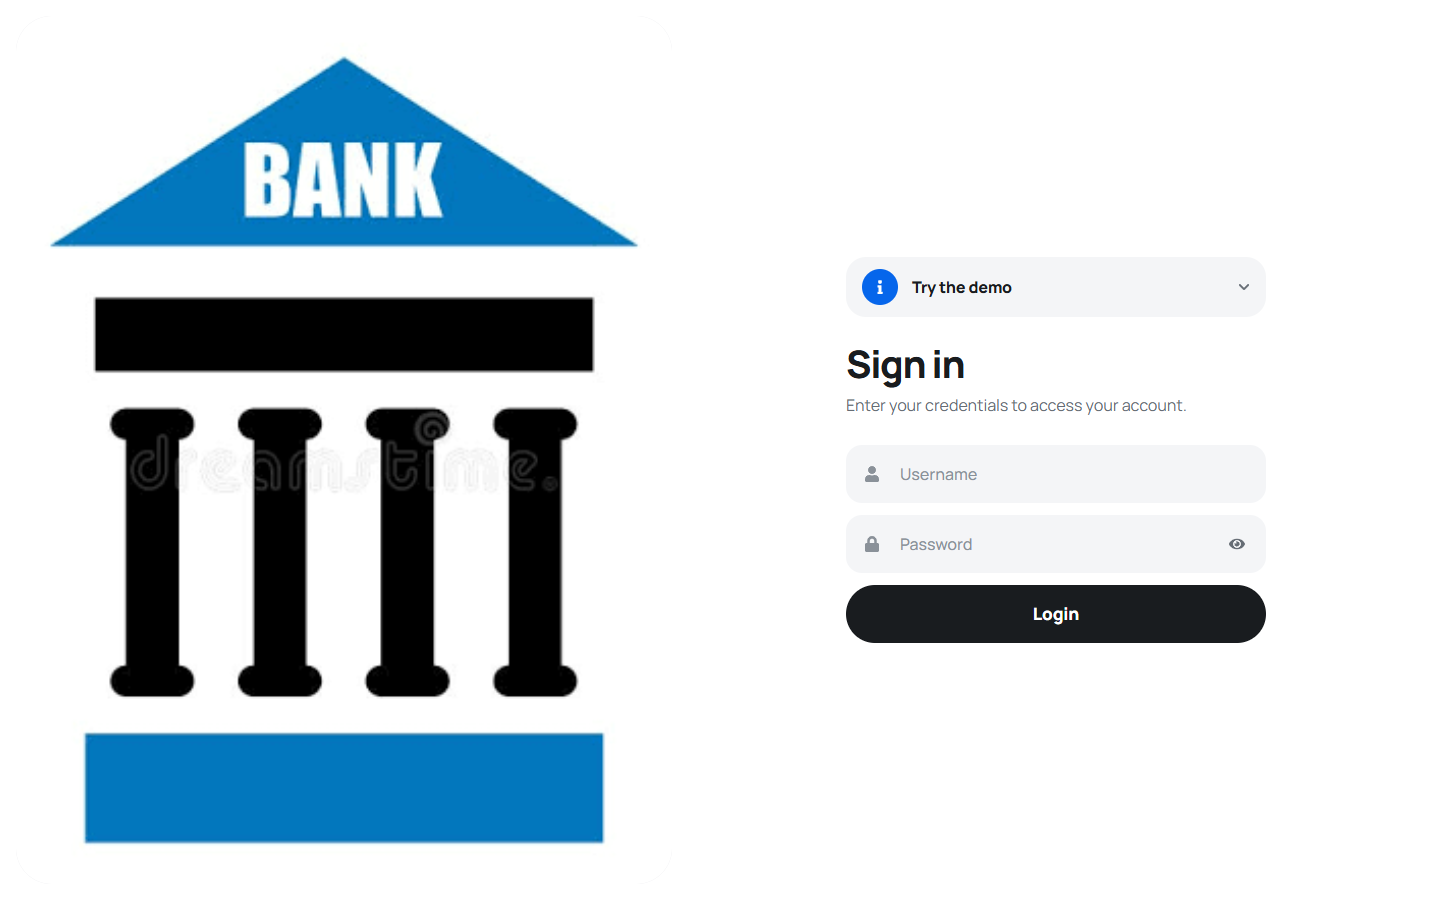 BANK
dreamstime.
Try the demo
Sign in
Enter your credentials to access your account.
Username
Password
Login